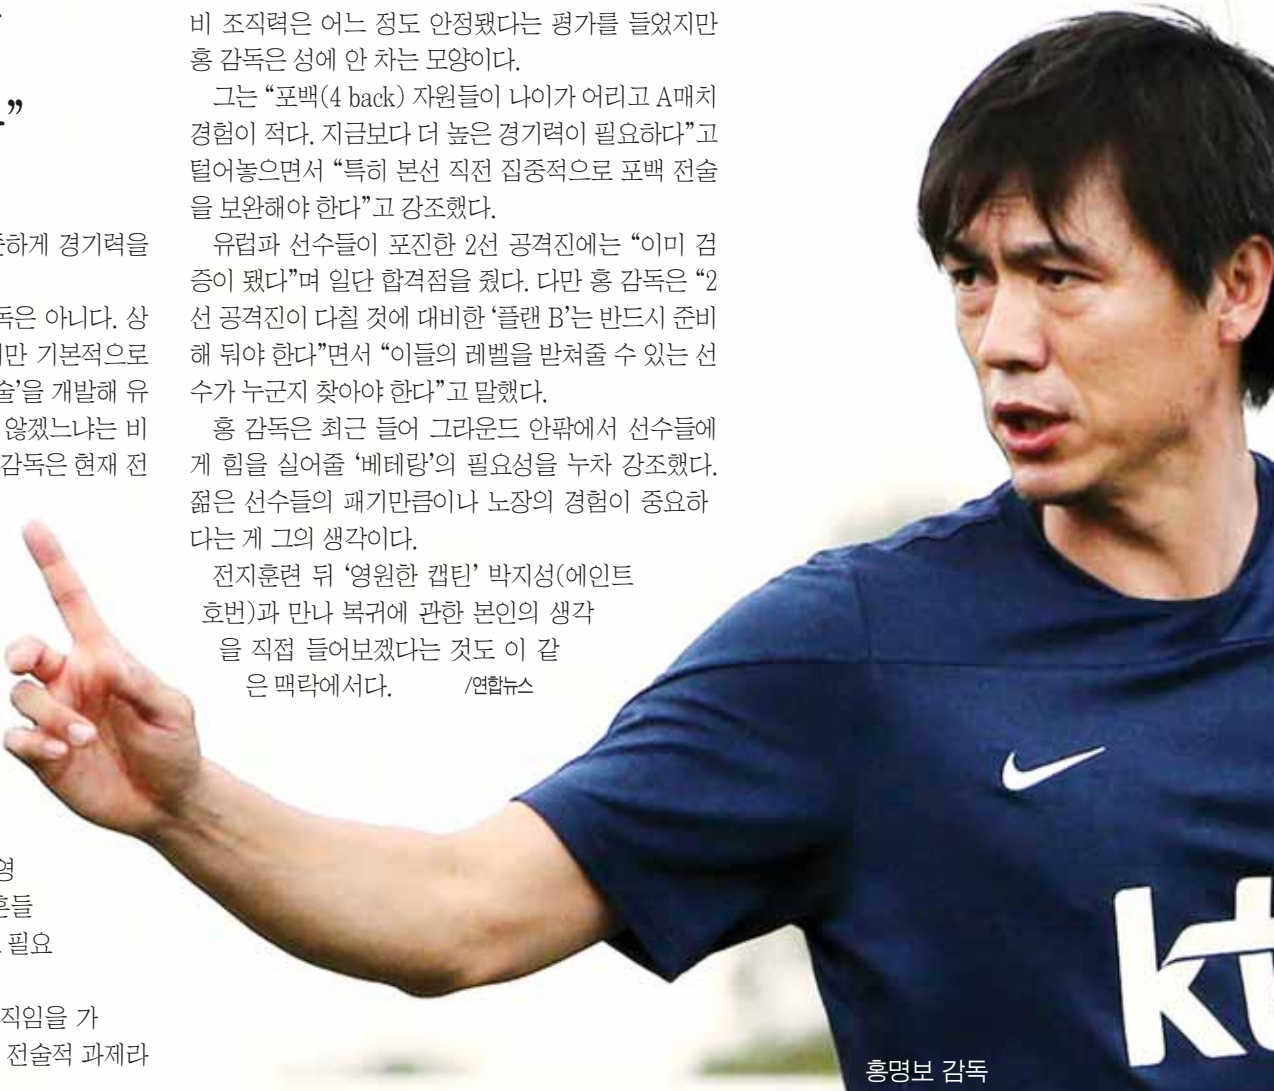 ”
준하게 경기력을
독은 아니다. 상
만 기본적으로
술’을 개발해 유
않겠느냐는 비
감독은 현재 전
영
흔들
필요
직임을 가
전술적 과제라
비 조직력은 어느 정도 안정됐다는 평가를 들었지만
홍 감독은 성에 안 차는 모양이다.
그는 “포백(4 back) 자원들이 나이가 어리고 A매치
경험이 적다. 지금보다 더 높은 경기력이 필요하다”고
털어놓으면서 “특히 본선 직전 집중적으로 포백 전술
을 보완해야 한다”고 강조했다.
유럽파 선수들이 포진한 2선 공격진에는 “이미 검
증이 됐다”며 일단 합격점을 줬다. 다만 홍 감독은 “2
선 공격진이 다칠 것에 대비한 ‘플랜 B’는 반드시 준비
해 둬야 한다”면서 “이들의 레벨을 받쳐줄 수 있는 선
수가 누군지 찾아야 한다”고 말했다.
홍 감독은 최근 들어 그라운드 안팎에서 선수들에
게 힘을 실어줄 ‘베테랑’의 필요성을 누차 강조했다.
젊은 선수들의 패기만큼이나 노장의 경험이 중요하
다는 게 그의 생각이다.
전지훈련 뒤 ‘영원한 캡틴’ 박지성(에인트
호번)과 만나 복귀에 관한 본인의 생각
을 직접 들어보겠다는 것도 이 같
은 맥락에서다. /연합뉴스
kt
홍명보 감독